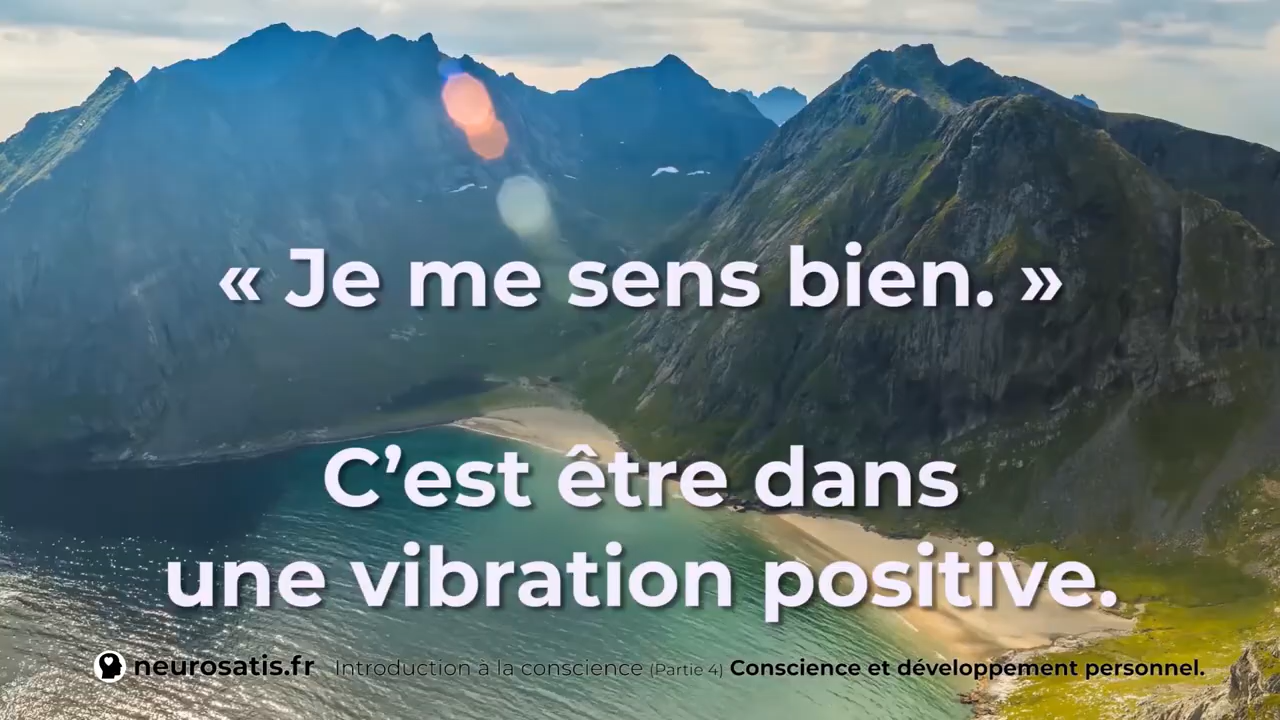 « Je me sens bien. »
C’est être dans
une vibration positive.
neurosatis.fr Introduction à la conscience (Partie 4) Conscience et développement personnel.